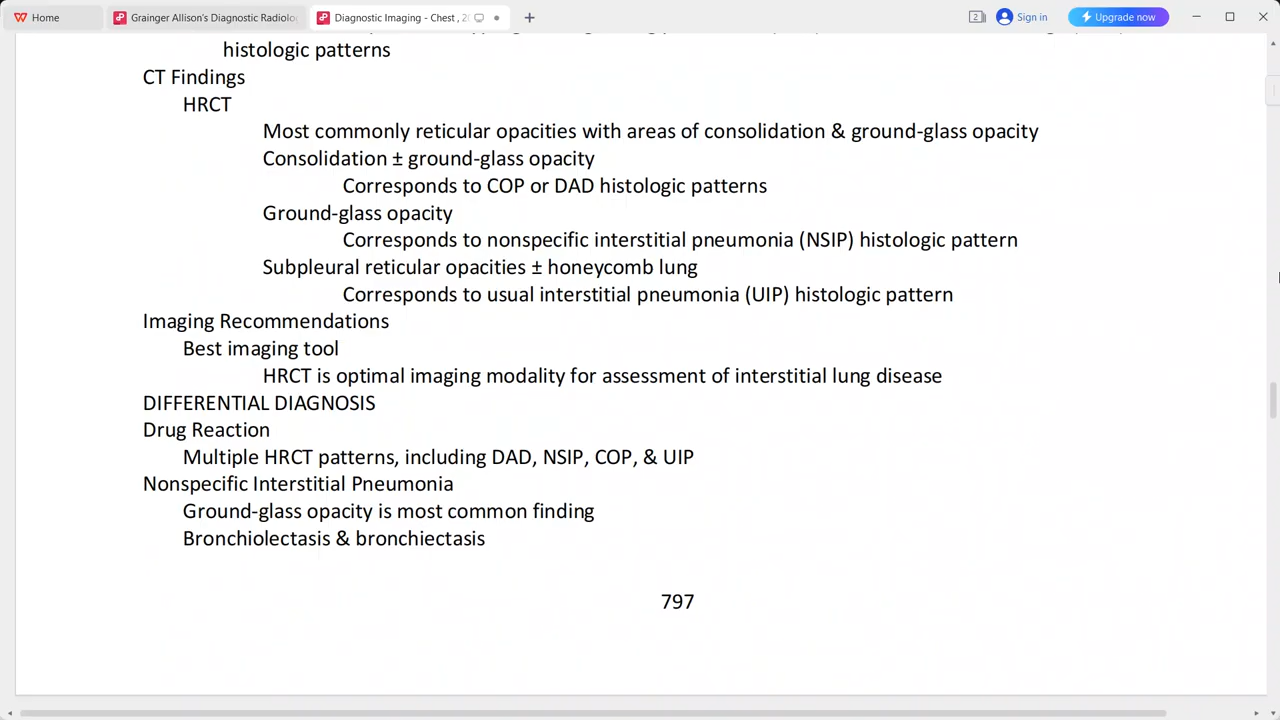 Home
Grainger Allison's Diagnostic Radiolo
Diagnostic Imaging - Chest , 2
2
Sign in
Upgrade now
histologic patterns
CT Findings
HRCT
Most commonly reticular opacities with areas of consolidation & ground-glass opacity
Consolidation ± ground-glass opacity
Corresponds to COP or DAD histologic patterns
Ground-glass opacity
Corresponds to nonspecific interstitial pneumonia (NSIP) histologic pattern
Subpleural reticular opacities ± honeycomb lung
Corresponds to usual interstitial pneumonia (UIP) histologic pattern
Imaging Recommendations
Best imaging tool
HRCT is optimal imaging modality for assessment of interstitial lung disease
DIFFERENTIAL DIAGNOSIS
Drug Reaction
Multiple HRCT patterns, including DAD, NSIP, COP, & UIP
Nonspecific Interstitial Pneumonia
Ground-glass opacity is most common finding
Bronchiolectasis & bronchiectasis
797